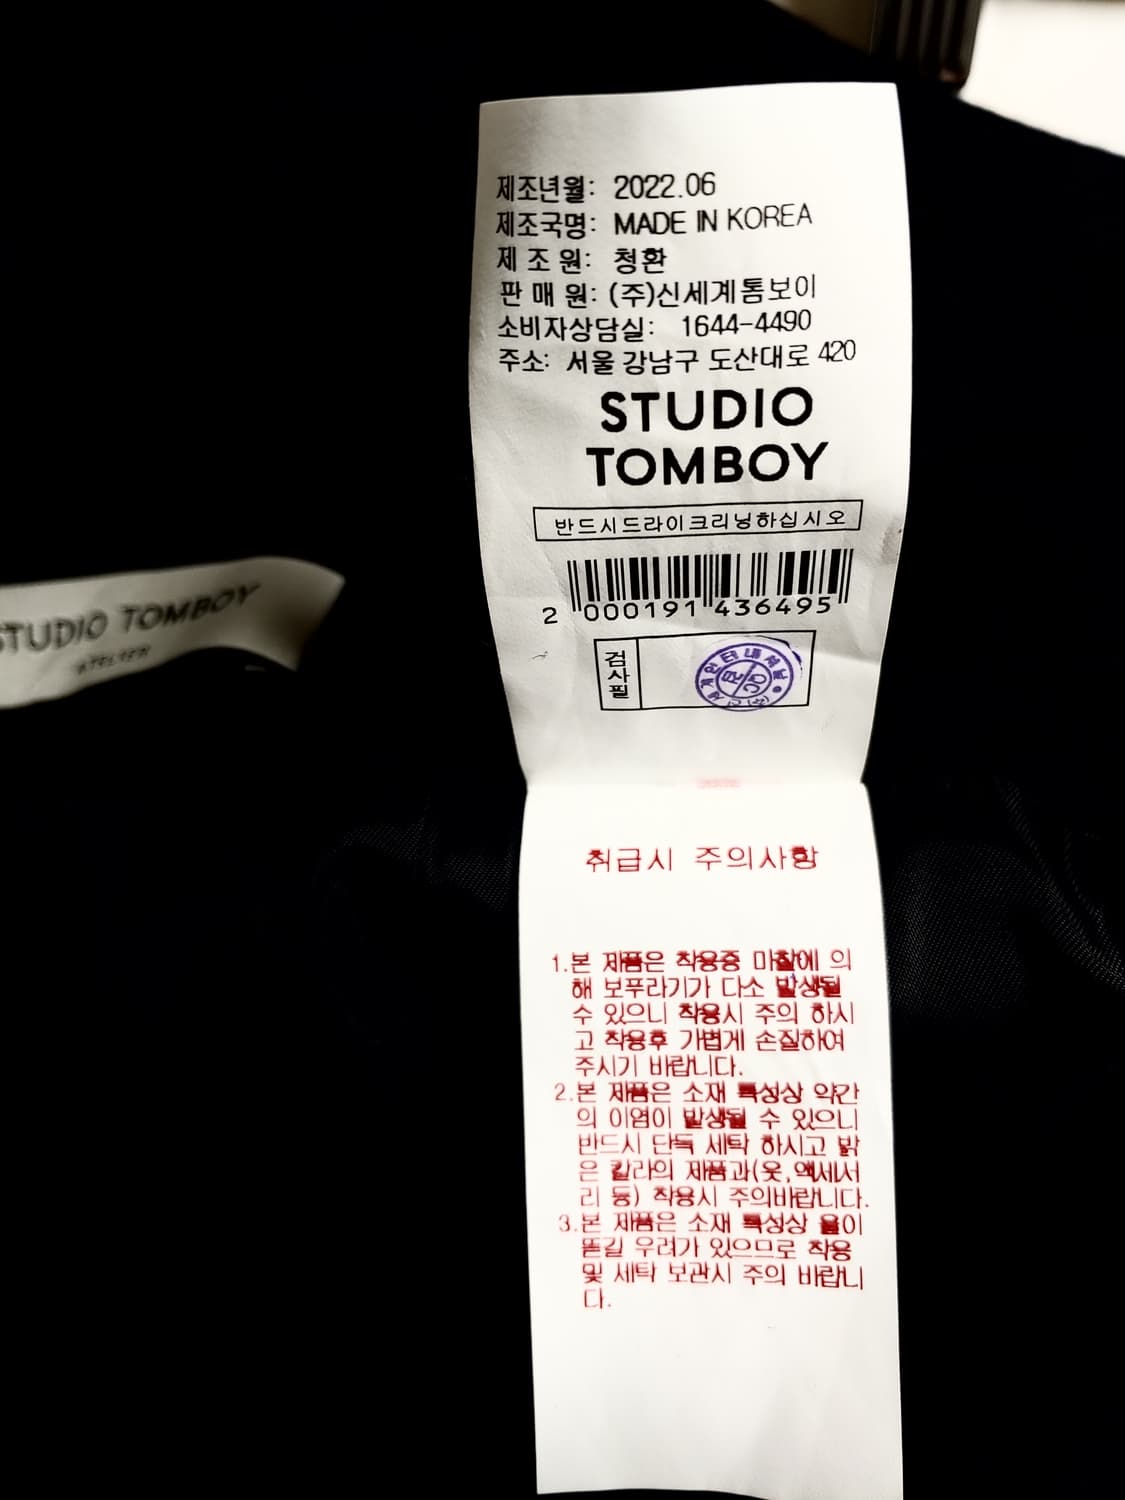 제조년월: 2022.06
제조국명: MADE IN KOREA
제 조 원: 청환
판 매 원: (주)신세계톰보이
소비자상담실: 1644-4490
주소: 서울 강남구 도산대로 420
STUDIO
TOMBOY
반드시드라이크리닝하십시오
2 000191 436495
검사필
STUDIO TOMBOY
ATELIER
취급시 주의사항
1.본 제품은 착용중 마찰에 의
해 보푸라기가 다소 발생될
수 있으니 착용시 주의 하시
고 착용후 가볍게 손질하여
주시기 바랍니다.
2.본 제품은 소재 특성상 약간
의 이염이 발생될 수 있으니
반드시 단독 세탁 하시고 밝
은 칼라의 제품과(옷,액세서
리 등) 착용시 주의바랍니다.
3.본 제품은 소재 특성상 올이
뜯길 우려가 있으므로 착용
및 세탁 보관시 주의 바랍니
다.